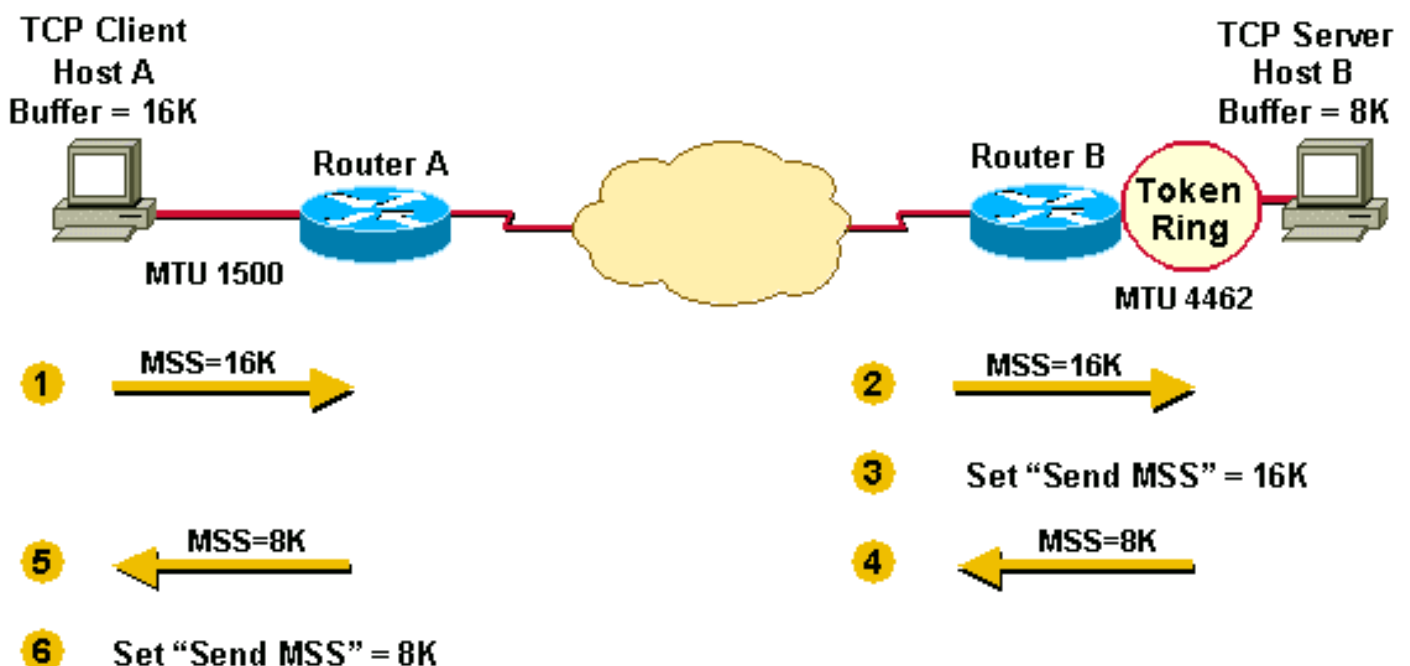 TCP Client
Host A
Buffer = 16K
TCP Server
Host B
Buffer = 8K
Router A
Router B
Token
Ring
MTU 1500
MTU 4462
1
MSS=16K
2
MSS=16K
3
Set “Send MSS” = 16K
5
MSS=8K
4
MSS=8K
6
Set “Send MSS” = 8K